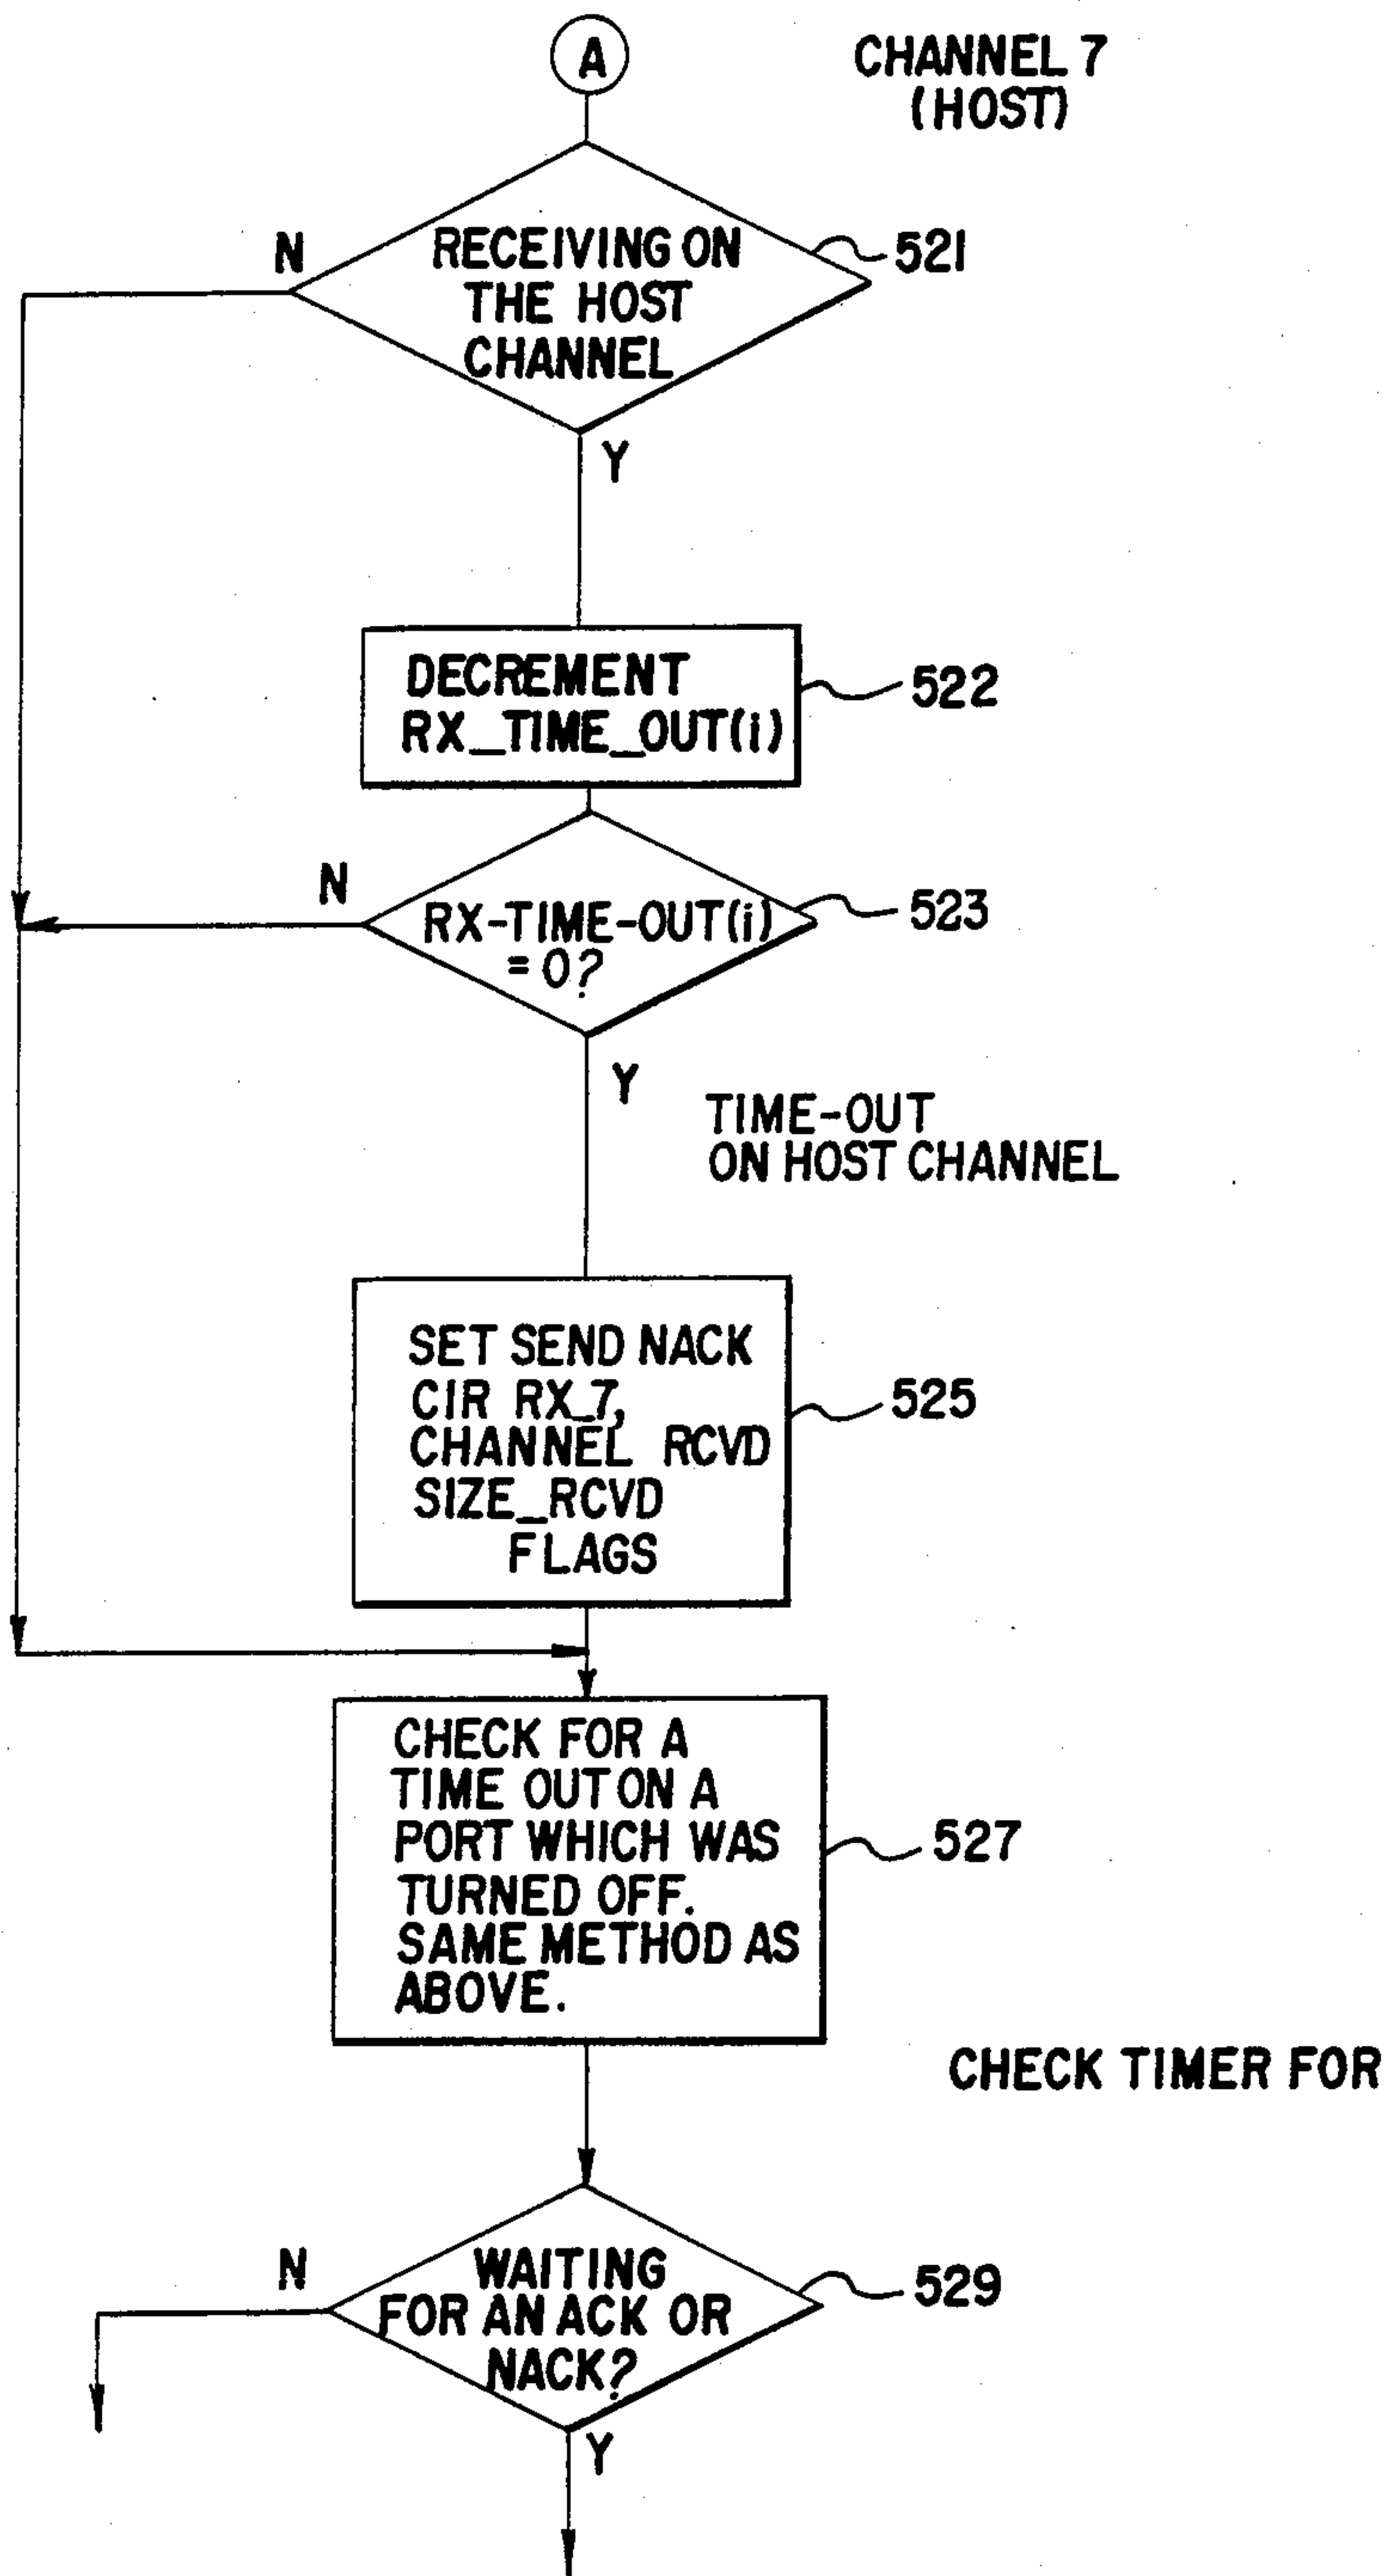 A
CHANNEL 7
(HOST)
N
RECEIVING ON
THE HOST
CHANNEL
521
Y
DECREMENT
RX_TIME_OUT(i)
522
N
RX-TIME-OUT(i)
=0?
523
Y
TIME-OUT
ON HOST CHANNEL
SET SEND NACK
CIR RX_7,
CHANNEL RCVD
SIZE_RCVD
FLAGS
525
CHECK FOR A
TIME OUT ON A
PORT WHICH WAS
TURNED OFF.
SAME METHOD AS
ABOVE.
527
CHECK TIMER FOR
N
WAITING
FOR AN ACK OR
NACK?
529
Y